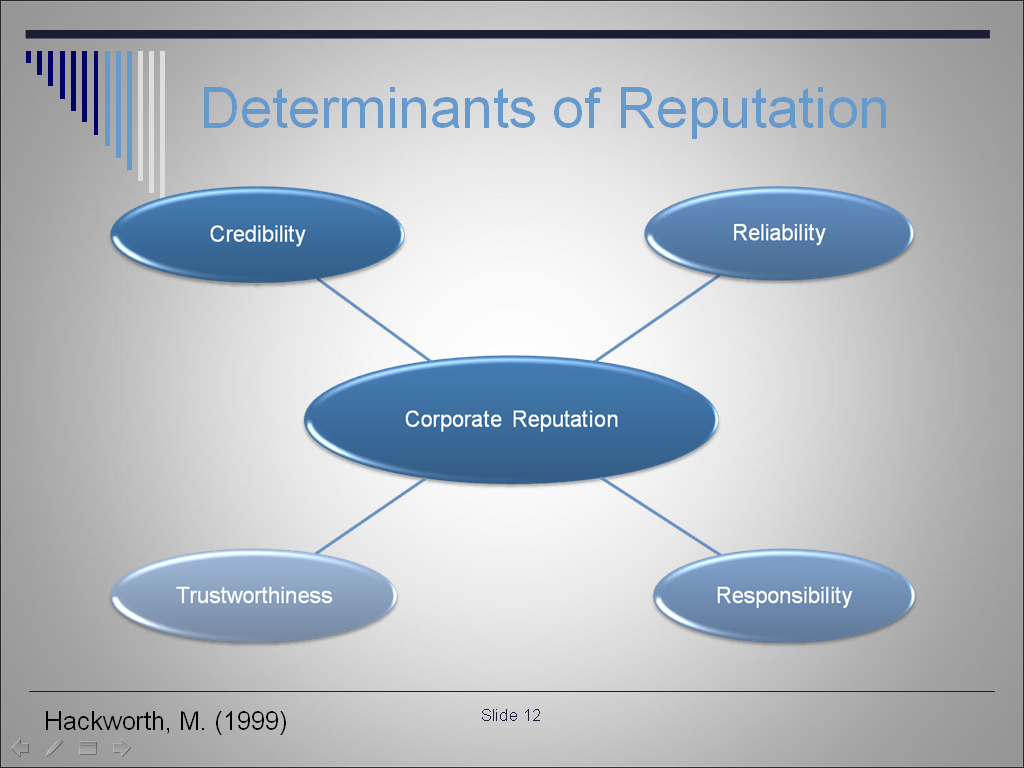 Determinants of Reputation
Credibility
Reliability
Corporate Reputation
Trustworthiness
Responsibility
Hackworth, M. (1999)
Slide 12